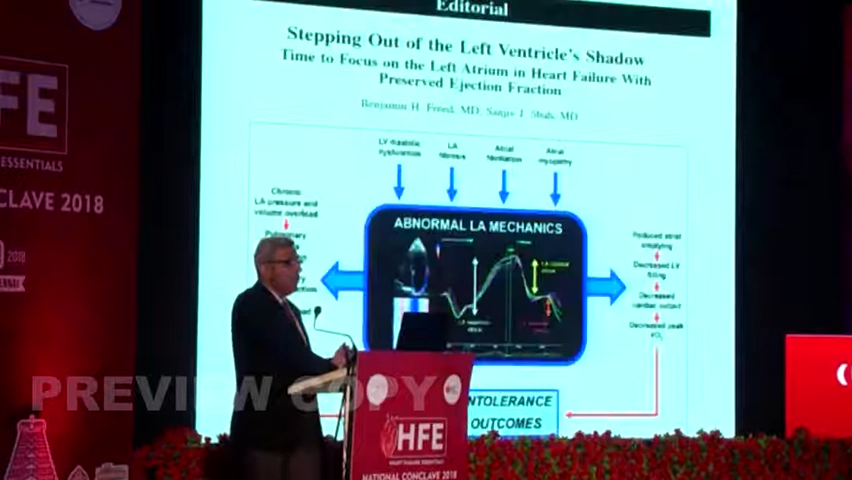 Editorial
Stepping Out of the Left Ventricle's Shadow
Time to Focus on the Left Atrium in Heart Failure With
Preserved Ejection Fraction
Benjamin H. Freed, MD, Sanjiv J. Shah, MD
LV diastolic
dysfunction
LA
fibrosis
Atrial
fibrillation
Atrial
myopathy
Chronic
LA pressure and
volume overload
Pulmonary
ABNORMAL LA MECHANICS
Reduced atrial
emptying
Decreased LV
filling
Decreased
cardiac output
Decreased peak
VO2
INTOLERANCE
OUTCOMES
FE
ESSENTIALS
CLAVE 2018
2018
ENNAI
PREVIEW COPY
HFE
HEART FAILURE ESSENTIALS
NATIONAL CONCLAVE 2018